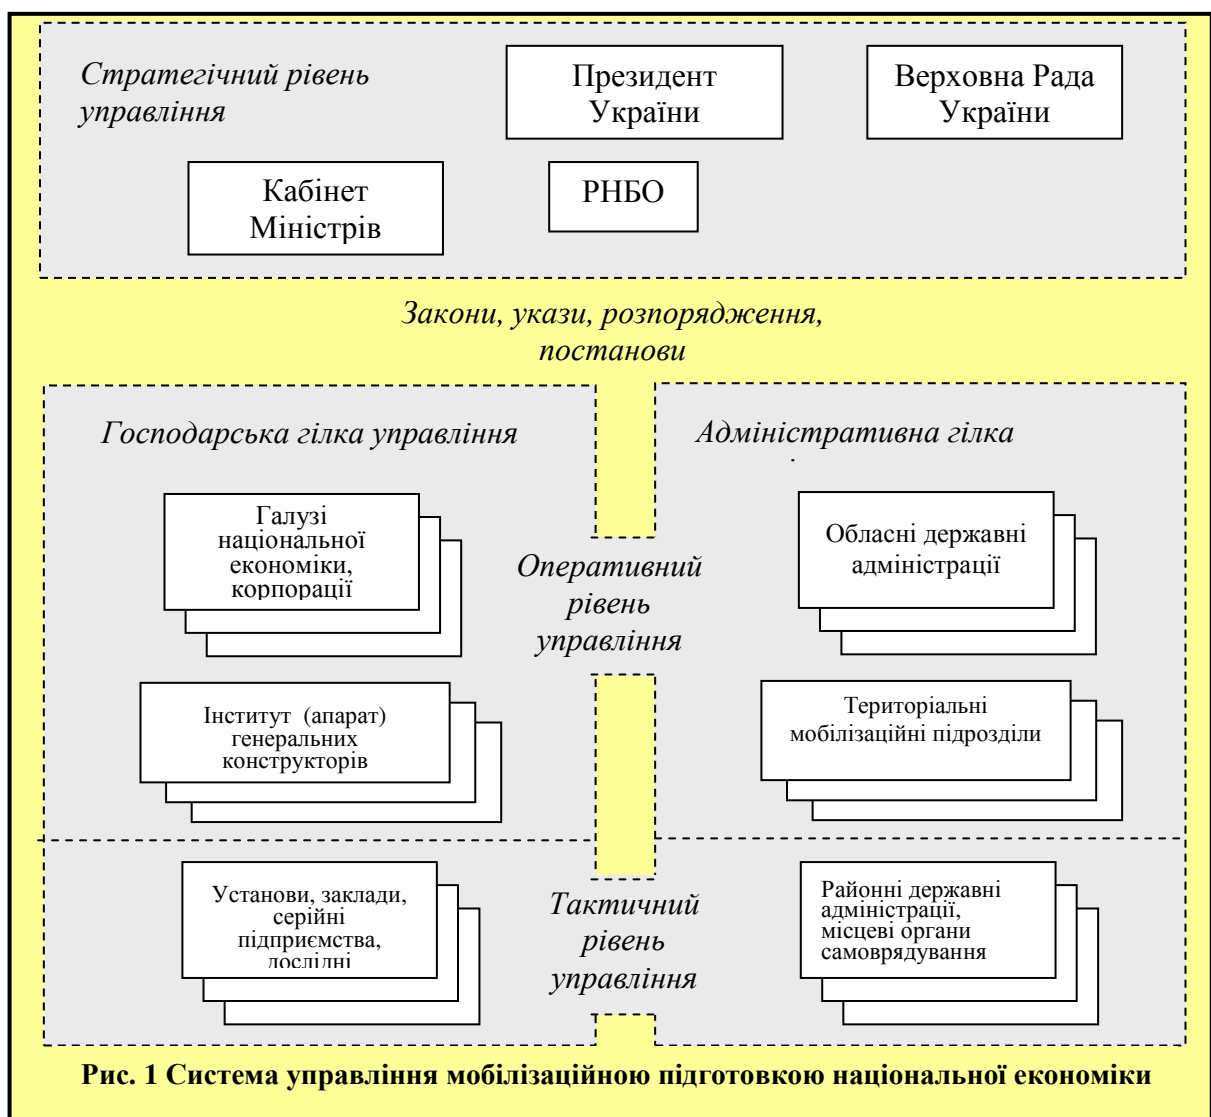 Стратегічний рівень
управління
Президент
України
Верховна Рада
України
Кабінет
Міністрів
РНБО
Закони, укази, розпорядження,
постанови
Господарська гілка управління
Адміністративна гілка
Галузі
національної
економіки,
корпорації
Обласні державні
адміністрації
Оперативний
рівень
управління
Інститут (апарат)
генеральних
конструкторів
Територіальні
мобілізаційні підрозділи
Установи, заклади,
серійні
підприємства,
дослідні
Тактичний
рівень
управління
Районні державні
адміністрації,
місцеві органи
самоврядування
Рис. 1 Система управління мобілізаційною підготовкою національної економіки